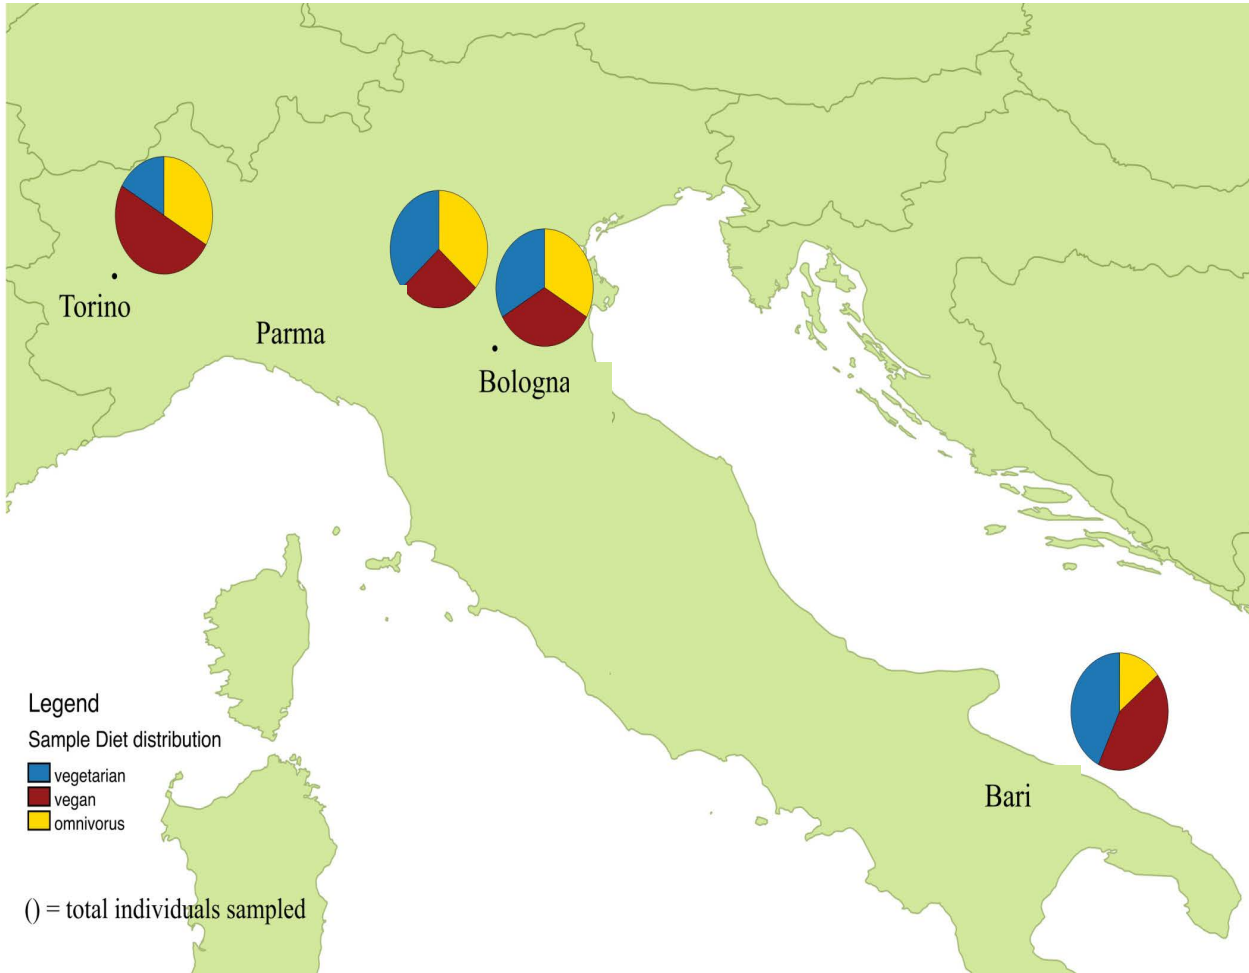 Torino
Parma
Bologna
Bari
Legend
Sample Diet distribution
vegetarian
vegan
omnivorus
() = total individuals sampled